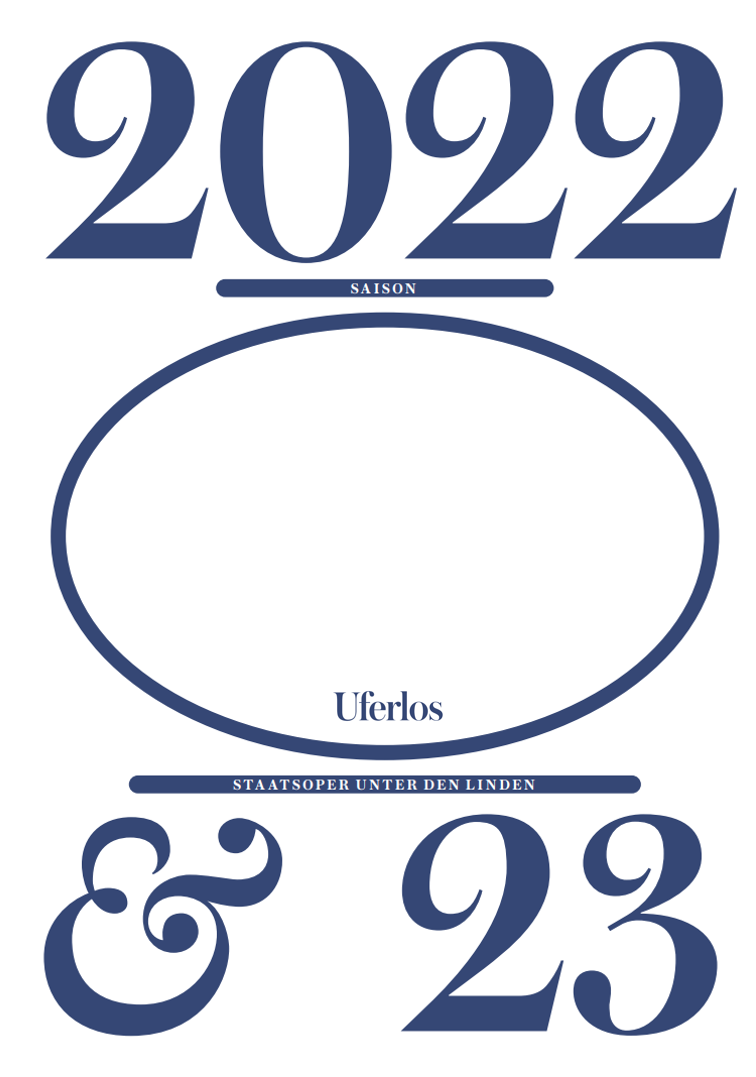 2022
SAISON
Uferlos
STAATSOPER UNTER DEN LINDEN
& 23